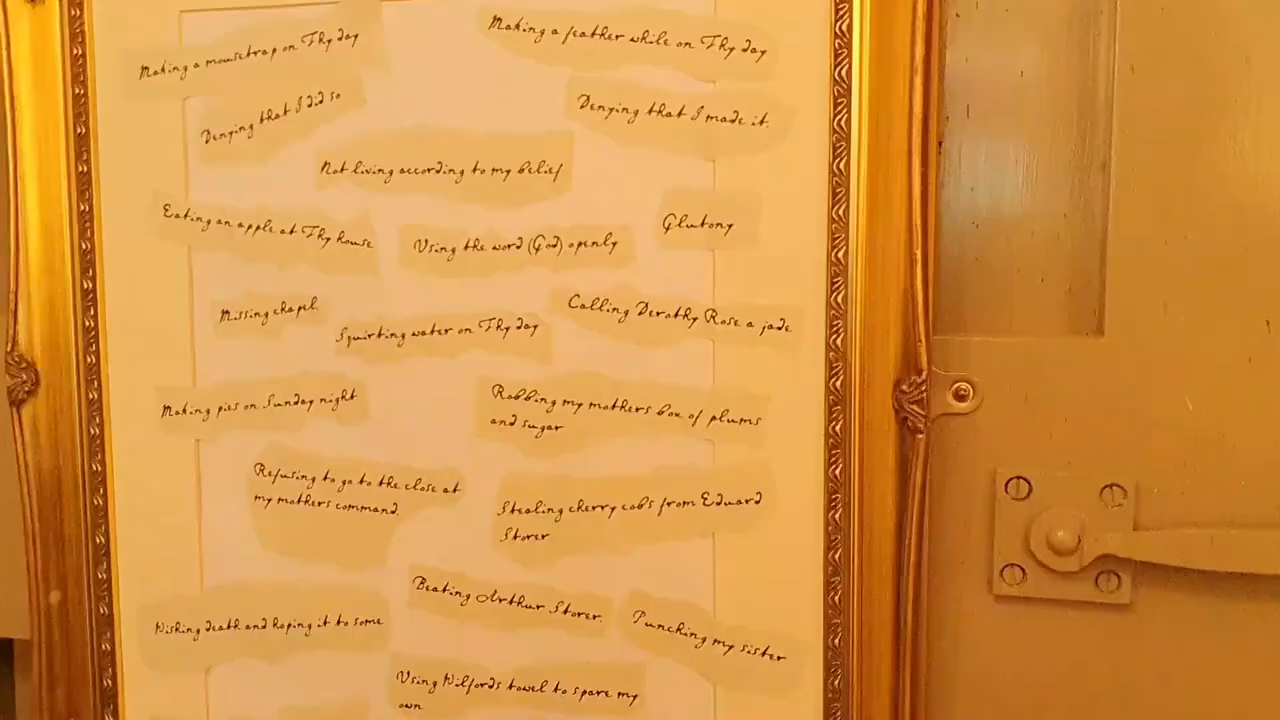 Making a mousetrap on Thy day
Making a feather while on Thy day
Denying that I did so
Denying that I made it.
Not living according to my belief
Eating an apple at Thy house
Using the word (God) openly
Glutony
Missing chapel.
Squirting water on Thy day
Calling Derothy Rose a jade.
Making pies on Sunday night
Robbing my mothers box of plums
and sugar
Refusing to go to the close at
my mothers command.
Stealing cherry cobs from Eduard
Storer
Wishing death and hoping it to some
Beating Arthur Storer.
Punching my sister
Using Wilfords towel to spare my
own